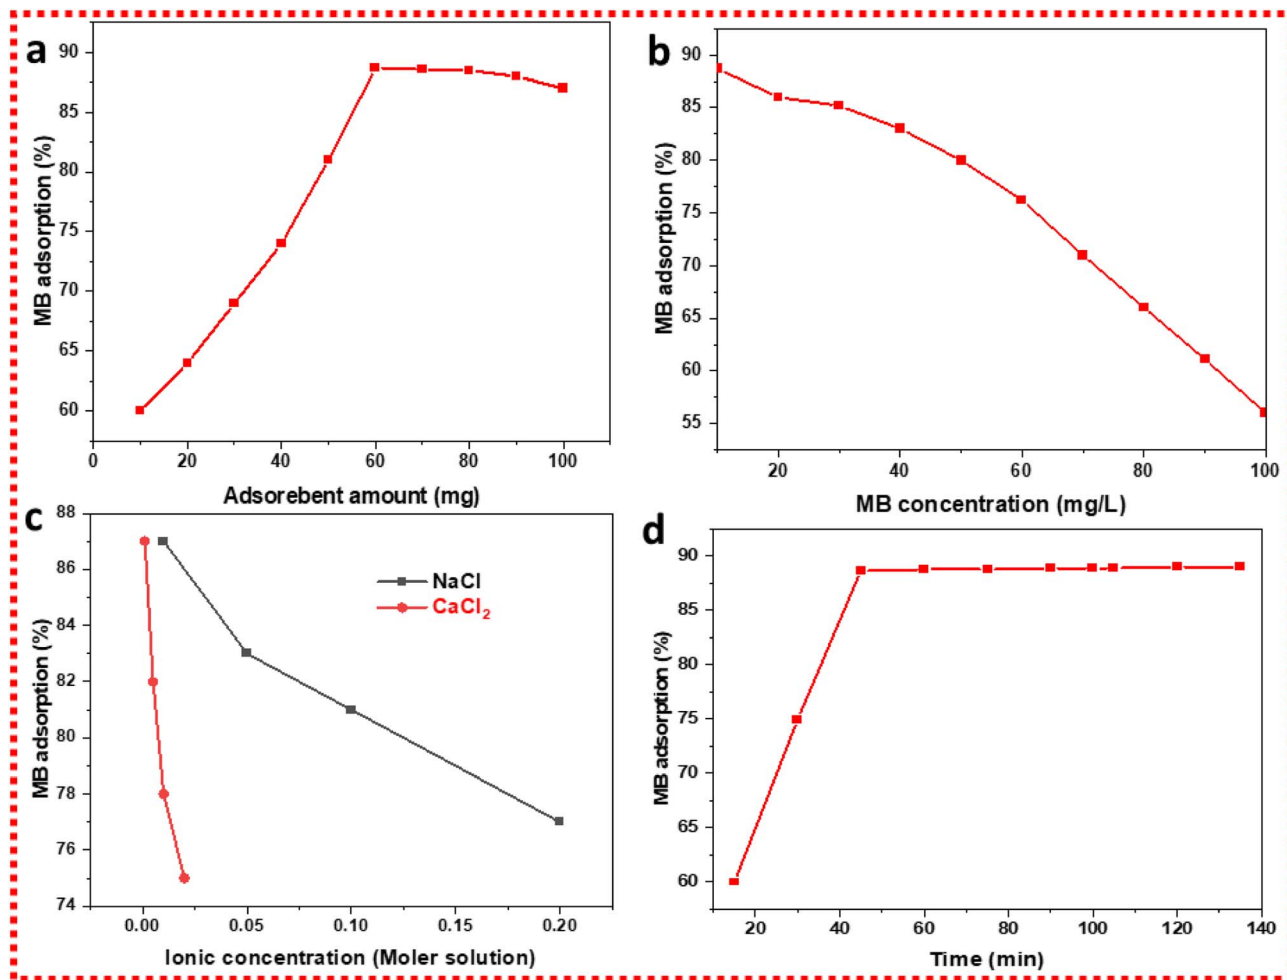 a
90
85
80
75
70
65
60
MB adsorption (%)
0 20 40 60 80 100
Adsorebent amount (mg)
b
90
85
80
75
70
65
60
55
MB adsorption (%)
20 40 60 80 100
MB concentration (mg/L)
c
88
86
84
82
80
78
76
74
MB adsorption (%)
NaCl
CaCl₂
0.00 0.05 0.10 0.15 0.20
Ionic concentration (Moler solution)
d
90
85
80
75
70
65
60
MB adsorption (%)
20 40 60 80 100 120 140
Time (min)